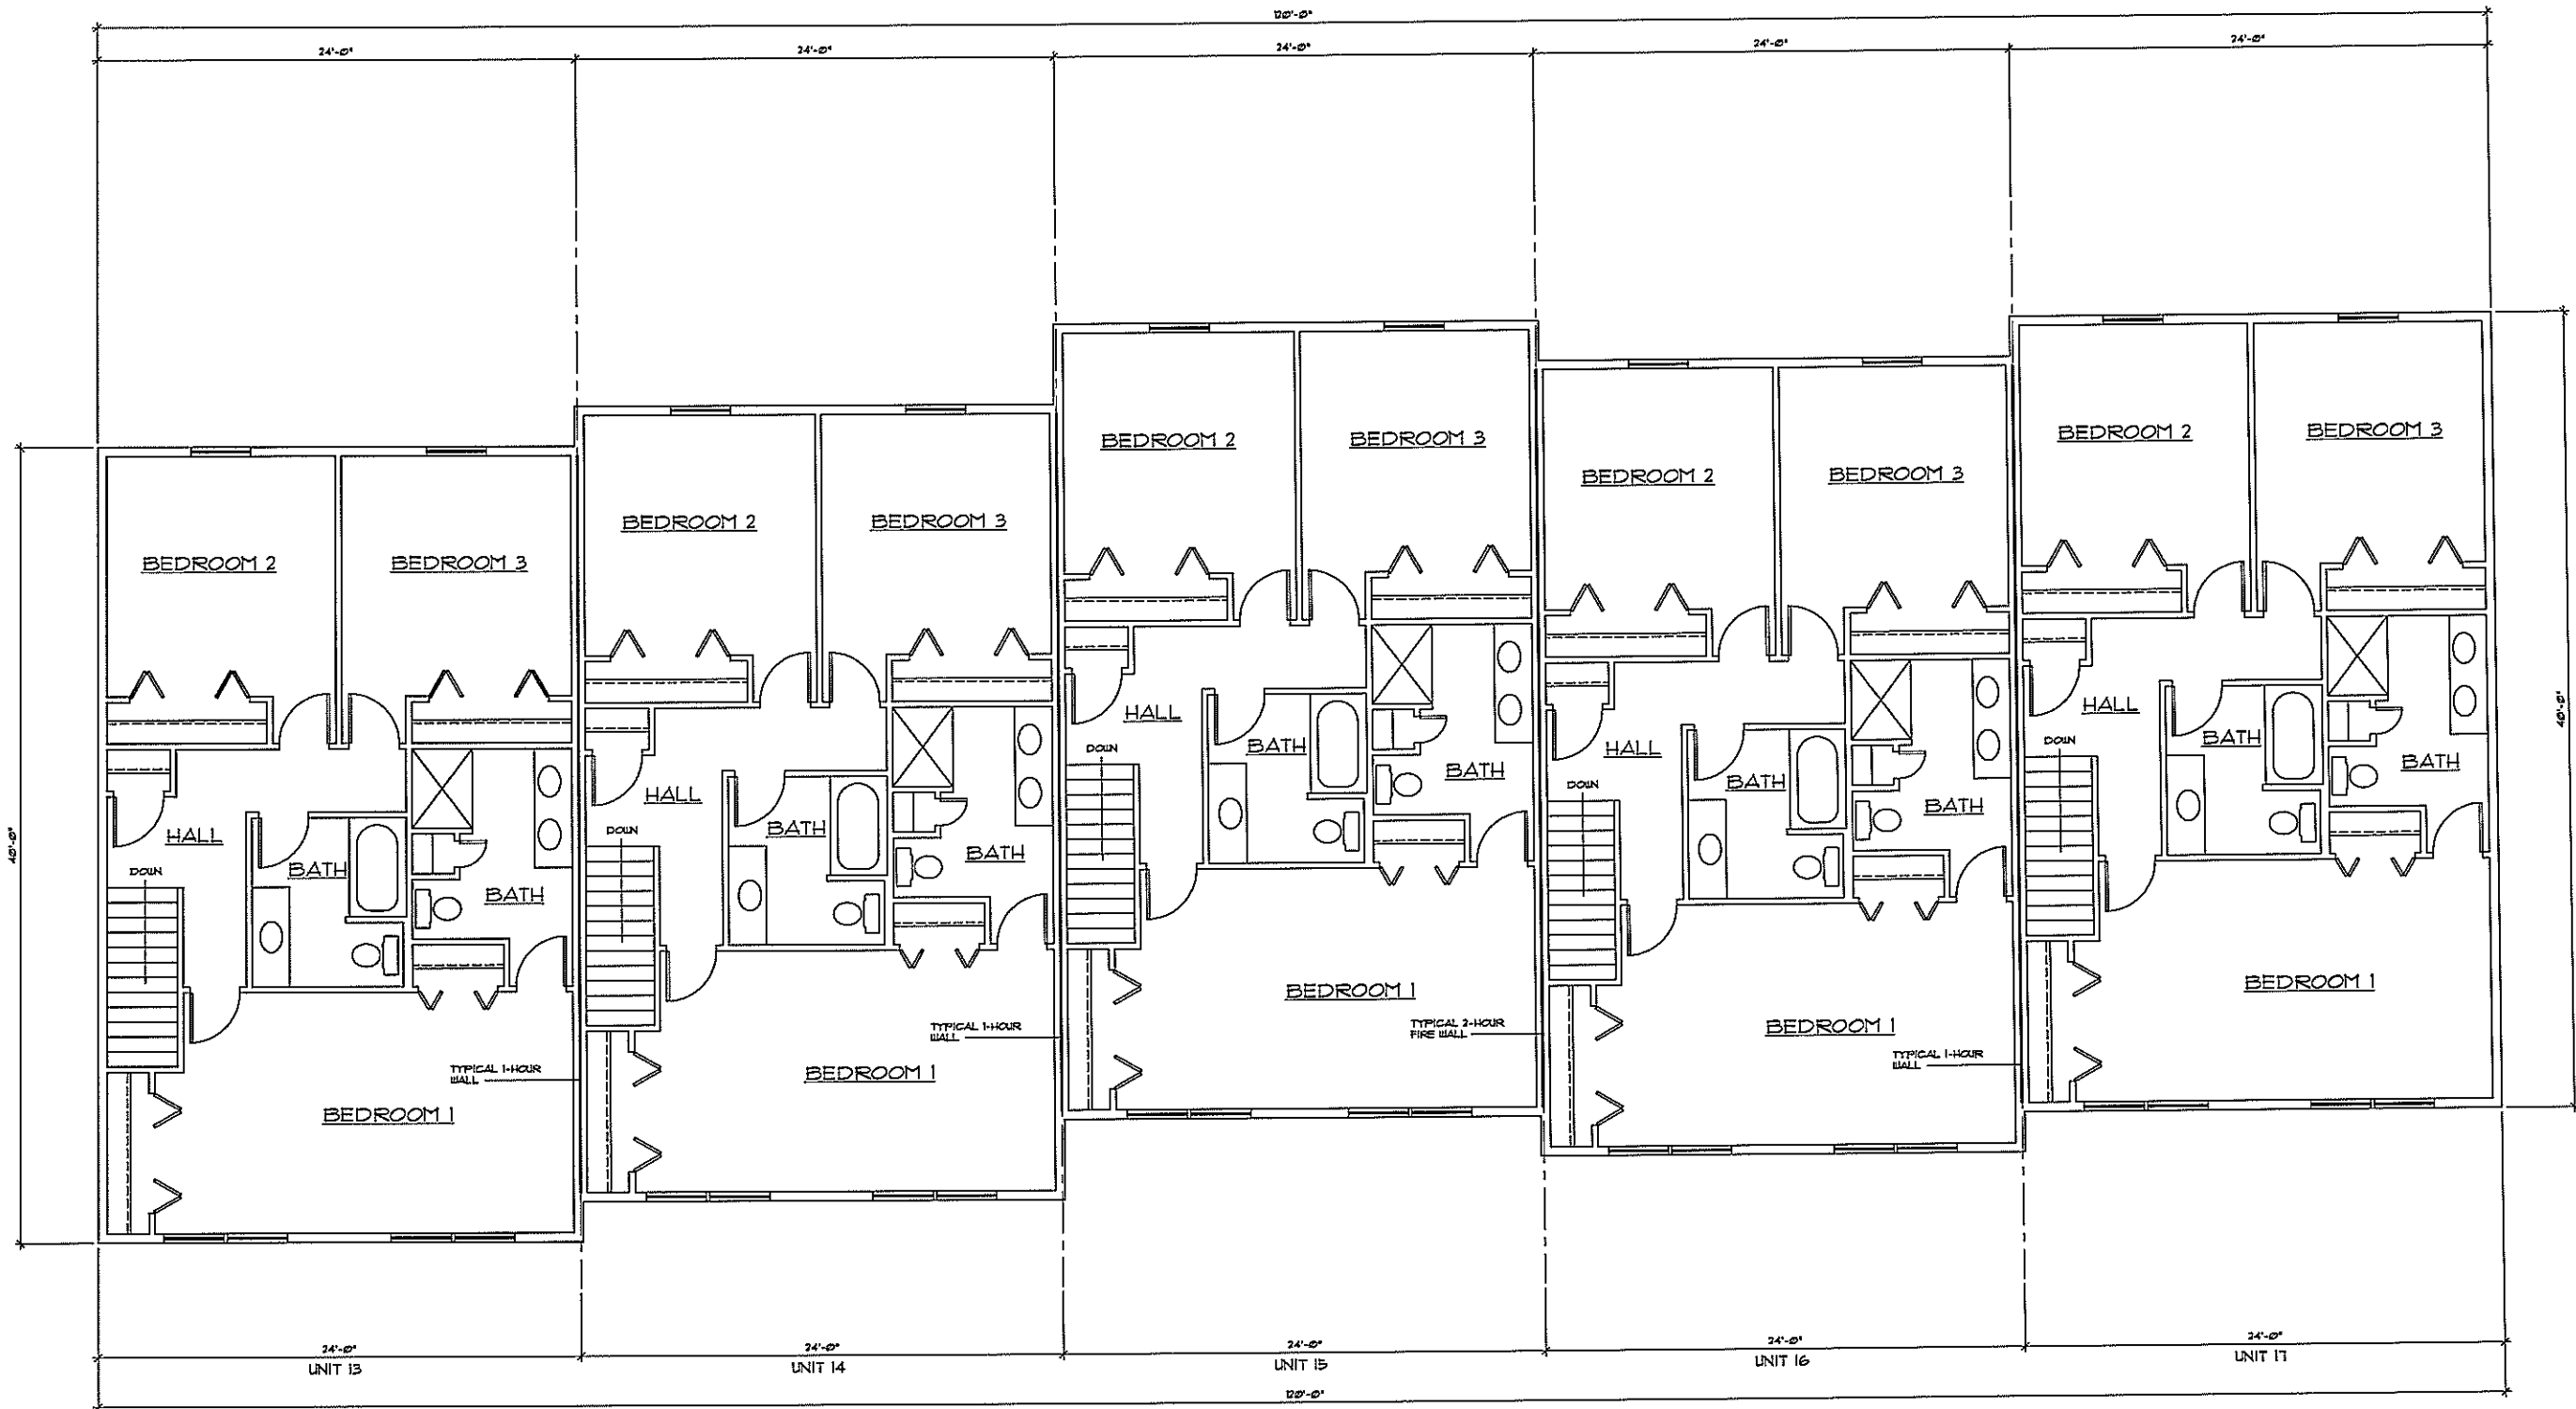 120'-0"
24'-0"
24'-0"
24'-0"
24'-0"
24'-0"
BEDROOM 2
BEDROOM 3
HALL
BATH
BATH
DOWN
BEDROOM 1
TYPICAL 1-HOUR
WALL
40'-0"
BEDROOM 2
BEDROOM 3
HALL
BATH
BATH
DOWN
BEDROOM 1
TYPICAL 1-HOUR
WALL
BEDROOM 2
BEDROOM 3
HALL
BATH
BATH
DOWN
BEDROOM 1
TYPICAL 2-HOUR
FIRE WALL
BEDROOM 2
BEDROOM 3
HALL
BATH
BATH
DOWN
BEDROOM 1
TYPICAL 1-HOUR
WALL
BEDROOM 2
BEDROOM 3
HALL
BATH
BATH
DOWN
BEDROOM 1
40'-0"
24'-0"
UNIT 13
24'-0"
UNIT 14
24'-0"
UNIT 15
24'-0"
UNIT 16
24'-0"
UNIT 17
120'-0"